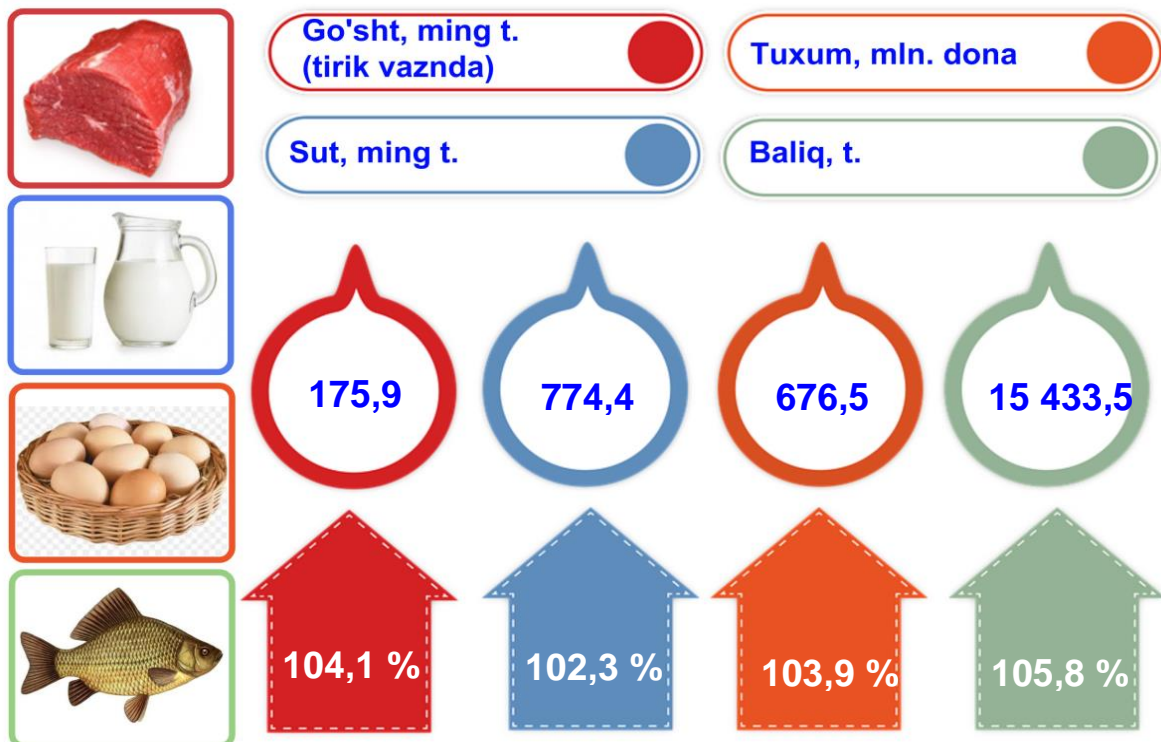 Go'sht, ming t.
(tirik vaznda)
Tuxum, mln. dona
Sut, ming t.
Baliq, t.
175,9
774,4
676,5
15 433,5
104,1 %
102,3 %
103,9 %
105,8 %